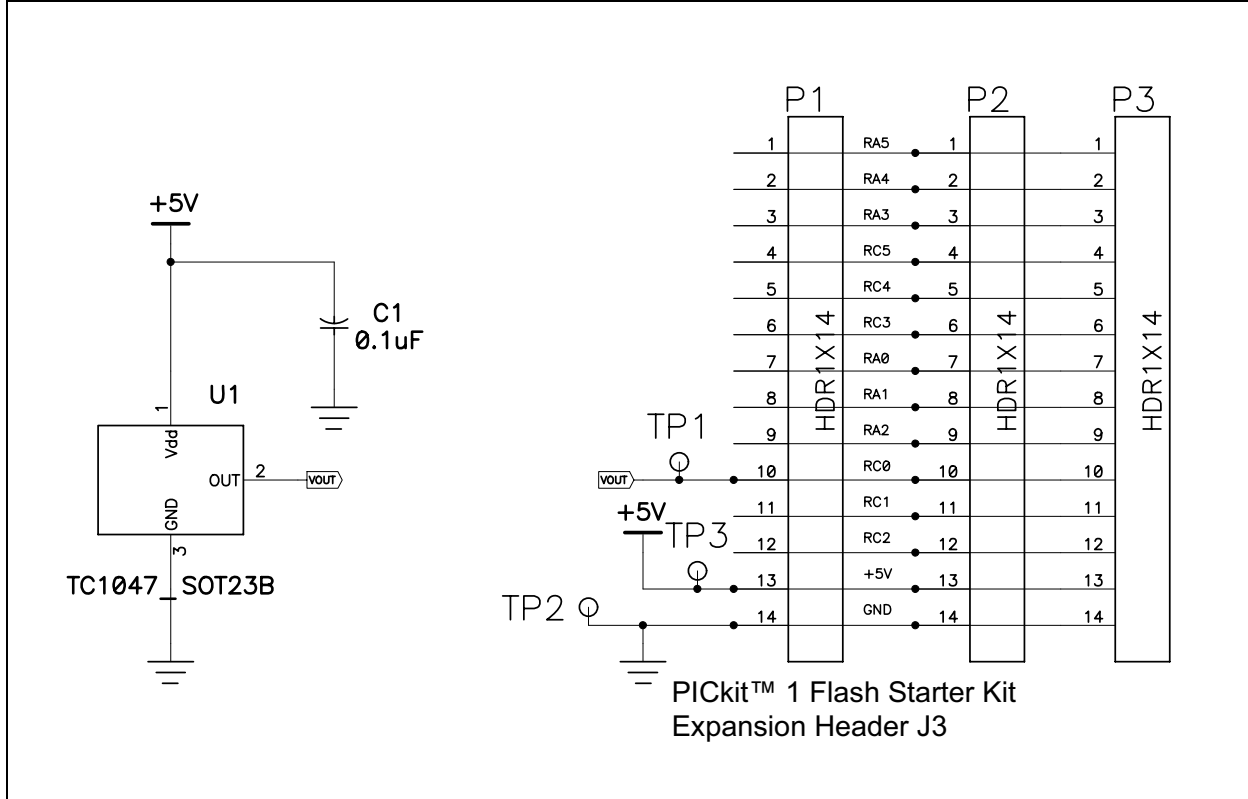 +5V
C1
0.1uF
U1
1
Vdd
OUT
2
VOUT
GND
3
TC1047
SOT23B
P1
P2
P3
1 RA5 1 1
2 RA4 2 2
3 RA3 3 3
4 RC5 4 4
5 RC4 5 5
6 RC3 6 6
7 RA0 7 7
8 RA1 8 8
9 RA2 9 9
10 RC0 10 10
11 RC1 11 11
12 RC2 12 12
13 +5V 13 13
14 GND 14 14
HDR1X14
HDR1X14
HDR1X14
TP1
VOUT
+5V
TP3
TP2
PICkit™ 1 Flash Starter Kit
Expansion Header J3